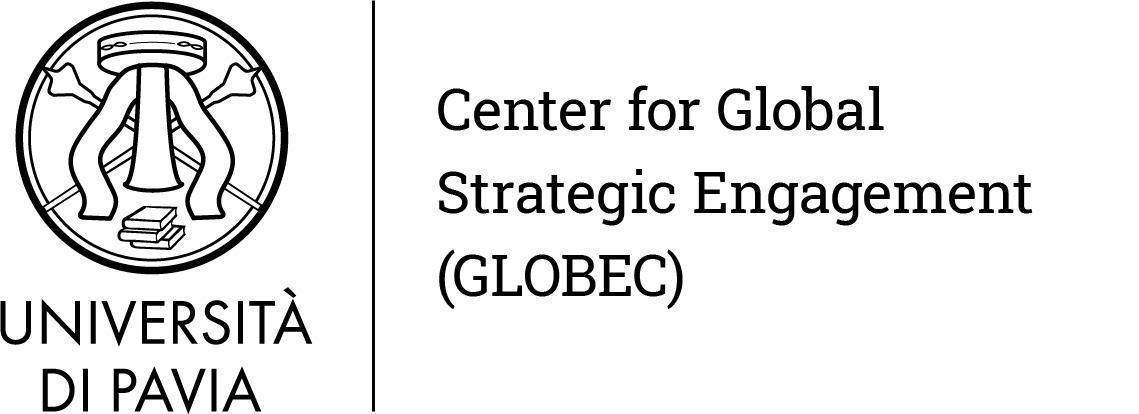 UNIVERSITÀ
DI PAVIA
Center for Global
Strategic Engagement
(GLOBEC)